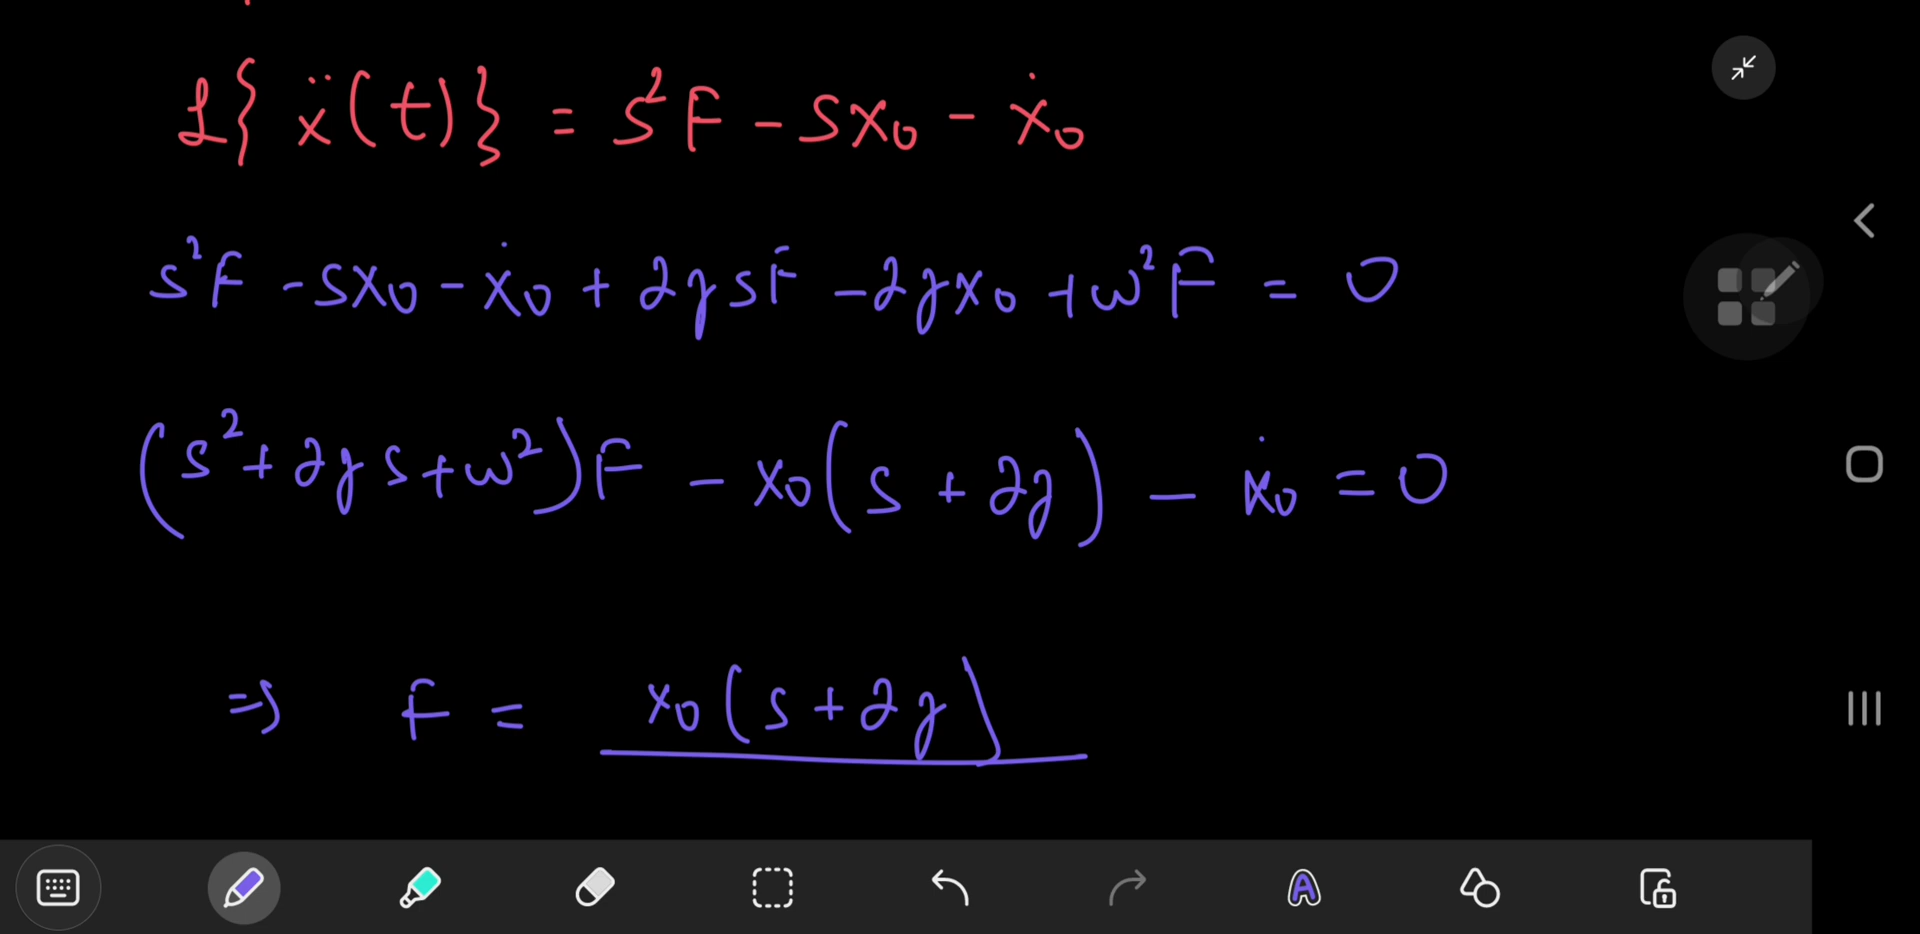 ℒ{ẍ(t)} = s²F - sx₀ - ẋ₀
s²F - sx₀ - ẋ₀ + 2γsF - 2γx₀ + ω²F = 0
(s² + 2γs + ω²)F - x₀(s + 2γ) - ẋ₀ = 0
⇒ F = x₀(s + 2γ)